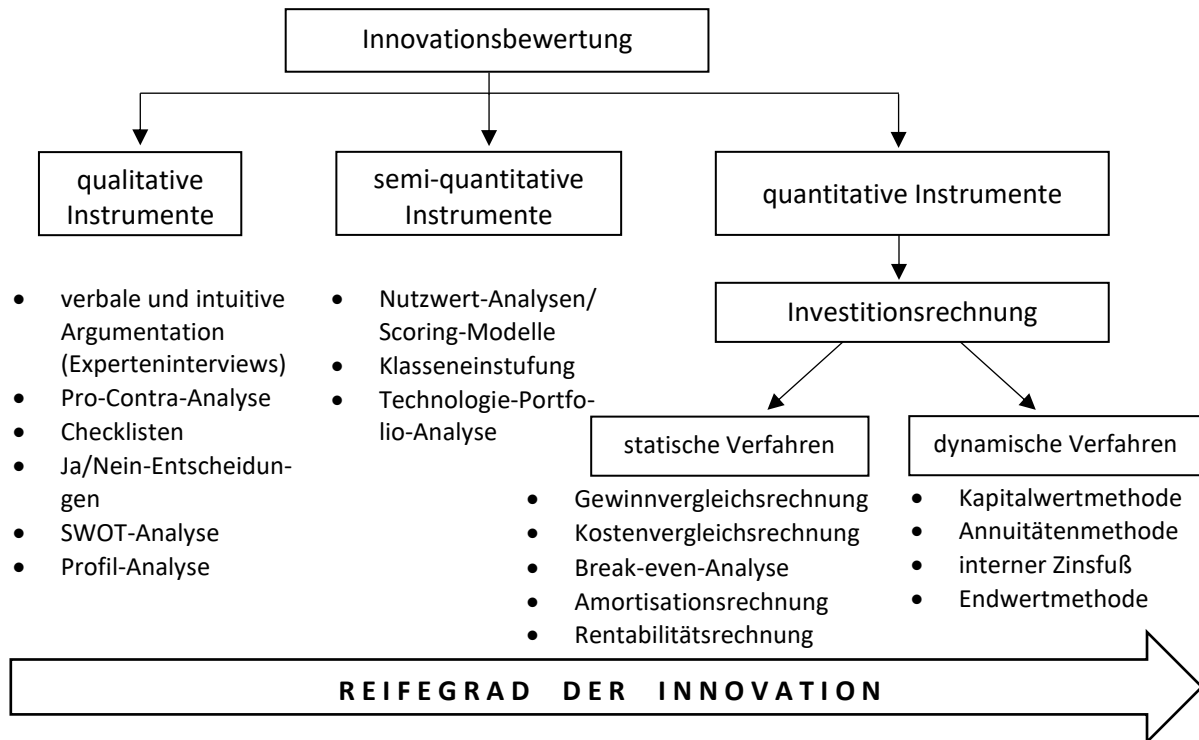 Innovationsbewertung
qualitative
Instrumente
semi-quantitative
Instrumente
quantitative Instrumente
• verbale und intuitive
Argumentation
(Experteninterviews)
• Pro-Contra-Analyse
• Checklisten
• Ja/Nein-Entscheidun-
gen
• SWOT-Analyse
• Profil-Analyse
• Nutzwert-Analysen/
Scoring-Modelle
• Klasseneinstufung
• Technologie-Portfo-
lio-Analyse
Investitionsrechnung
statische Verfahren
• Gewinnvergleichsrechnung
• Kostenvergleichsrechnung
• Break-even-Analyse
• Amortisationsrechnung
• Rentabilitätsrechnung
dynamische Verfahren
• Kapitalwertmethode
• Annuitätenmethode
• interner Zinsfuß
• Endwertmethode
REIFEGRAD DER INNOVATION